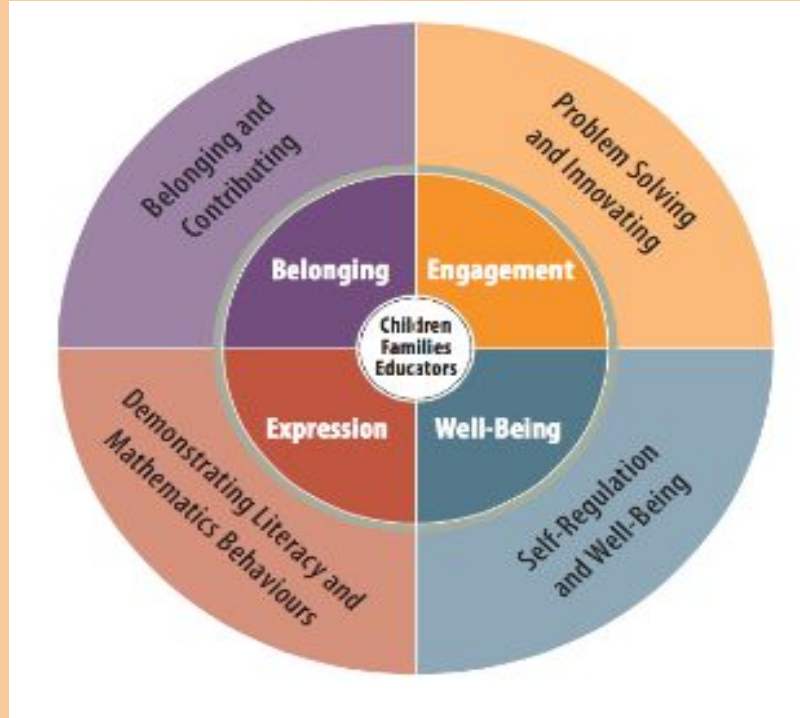 Belonging and
Contributing
Problem Solving
and Innovating
Belonging
Engagement
Children
Families
Educators
Expression
Well-Being
Demonstrating Literacy and
Mathematics Behaviours
Self-Regulation
and Well-Being